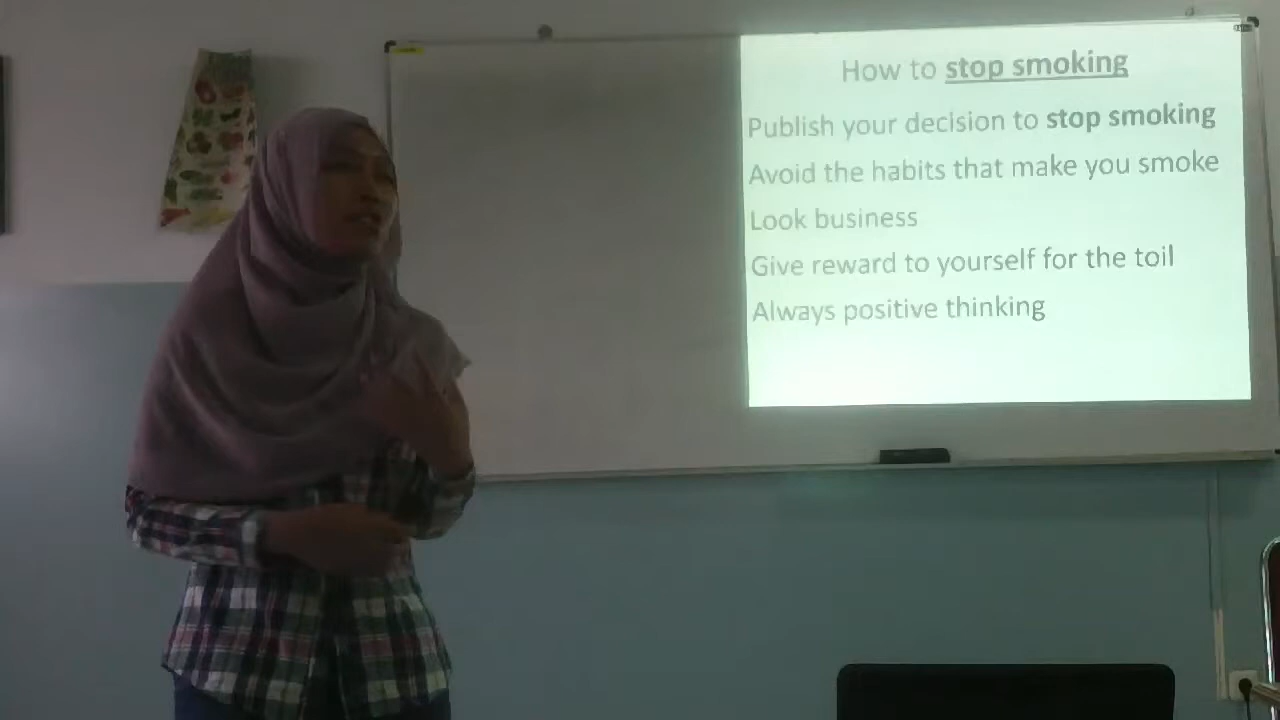 How to stop smoking
Publish your decision to stop smoking
Avoid the habits that make you smoke
Look business
Give reward to yourself for the toil
Always positive thinking